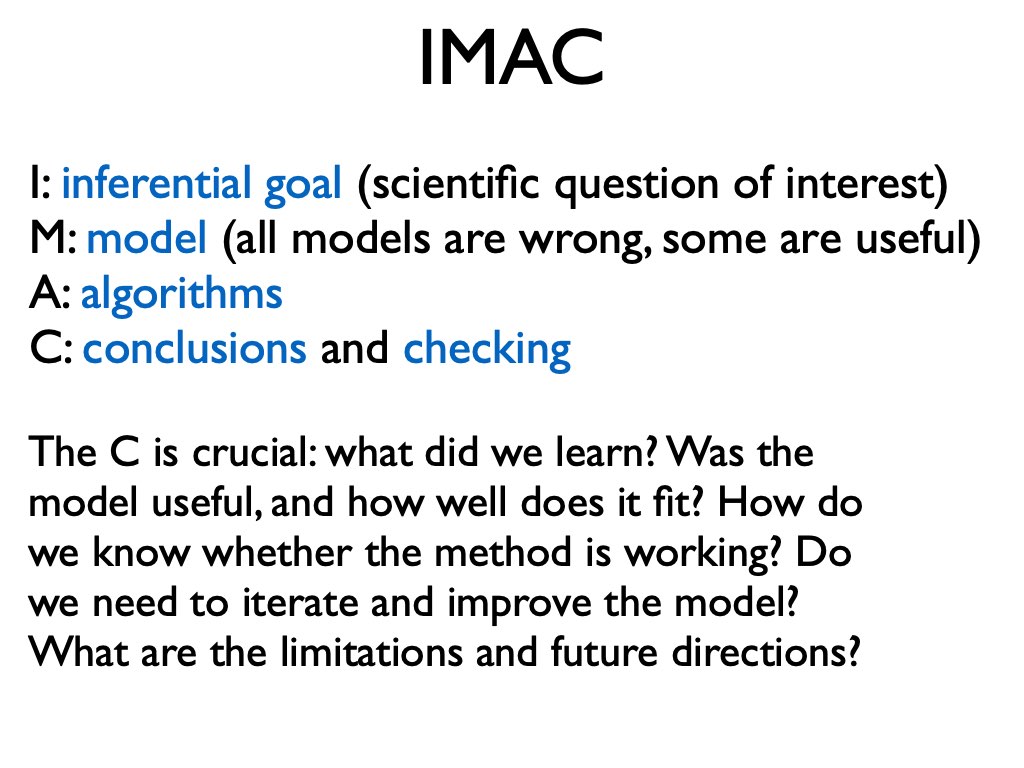 IMAC
I: inferential goal (scientific question of interest)
M: model (all models are wrong, some are useful)
A: algorithms
C: conclusions and checking
The C is crucial: what did we learn? Was the
model useful, and how well does it fit? How do
we know whether the method is working? Do
we need to iterate and improve the model?
What are the limitations and future directions?